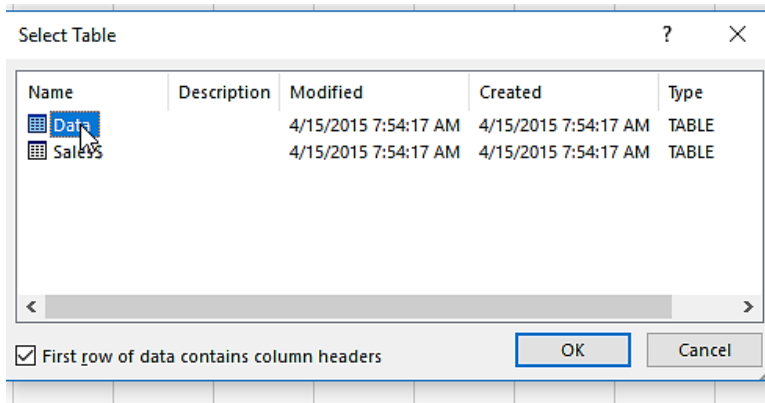 Select Table
?
Name Description Modified Created Type
Data 4/15/2015 7:54:17 AM 4/15/2015 7:54:17 AM TABLE
4/15/2015 7:54:17 AM 4/15/2015 7:54:17 AM TABLE
First row of data contains column headers
OK Cancel